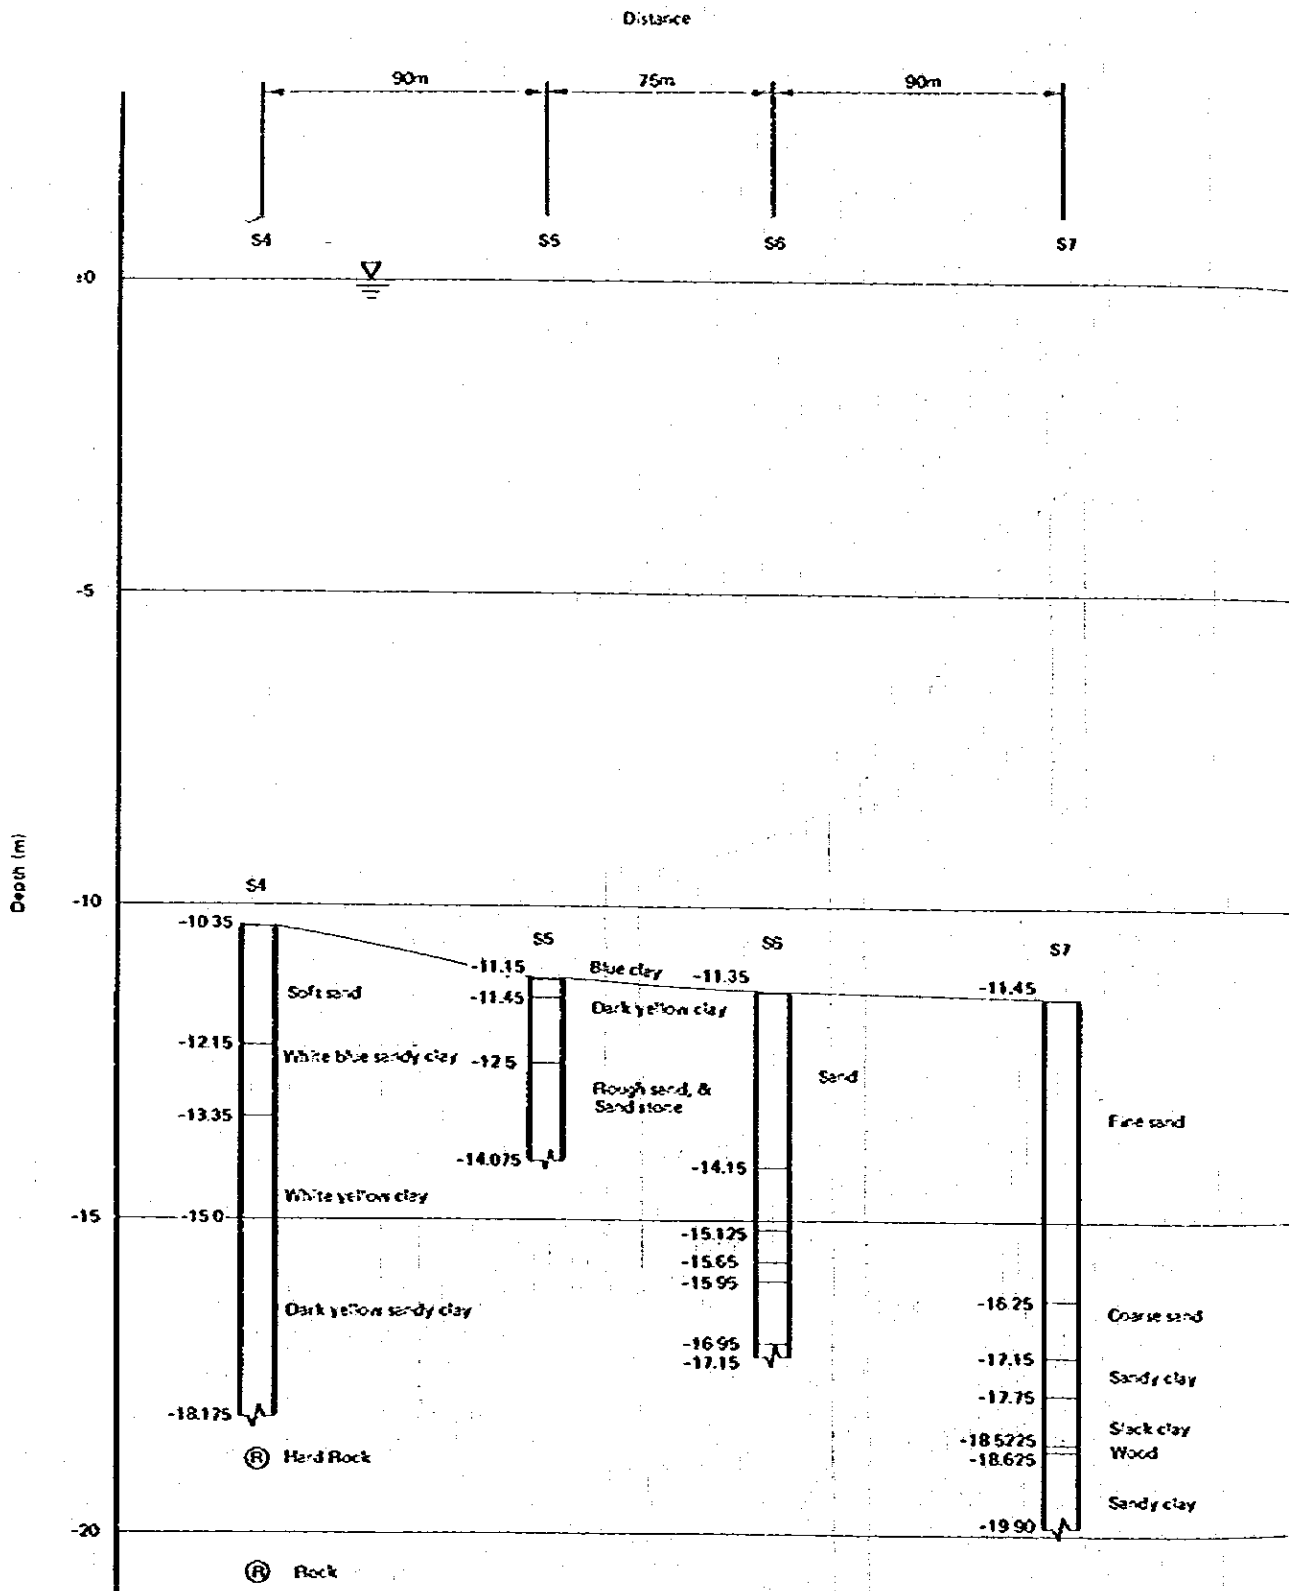 Distance
90m 75m 90m
S4 S5 S6 S7
±0
-5
Depth (m)
-10
S4
-10.35
Soft sand
-12.15
White blue sandy clay
-13.35
White yellow clay
-15 -15.0
Dark yellow sandy clay
-18.175
R Hard Rock
-20
R Rock
S5
-11.15
Blue clay
-11.45
Dark yellow clay
-12.5
Rough sand, &
Sand stone
-14.075
S6
-11.35
Sand
-14.15
-15.125
-15.65
-15.95
-16.95
-17.15
S7
-11.45
Fine sand
-16.25
Coarse sand
-17.15
Sandy clay
-17.75
clay
-18.5225
Wood
-18.625
Sandy clay
-19.90